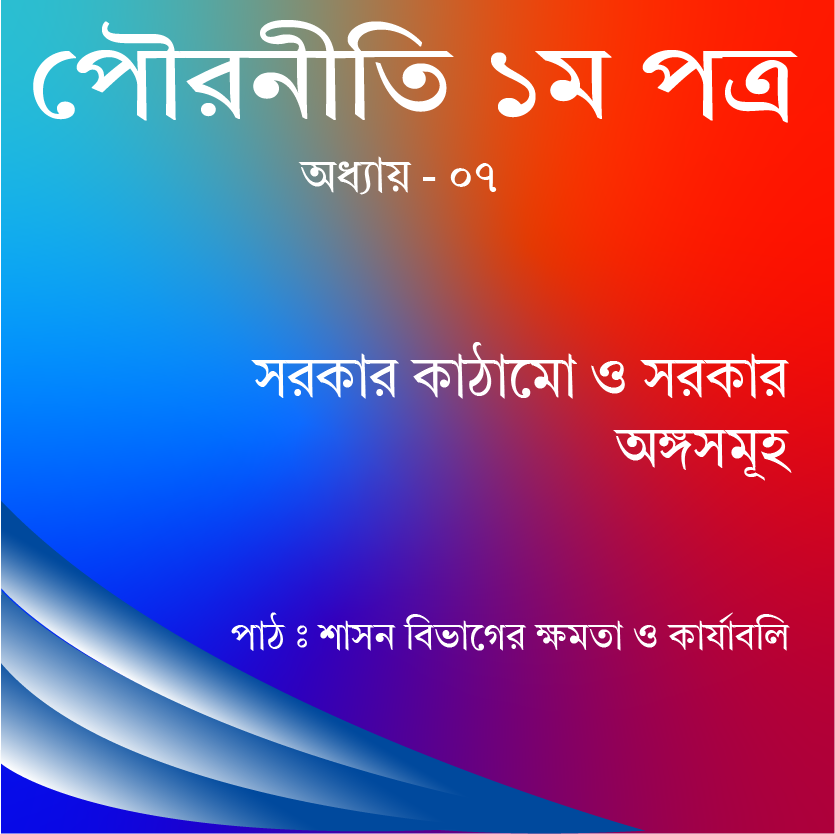 পৌরনীতি ১ম পত্র
অধ্যায় - ০৭
সরকার কাঠামো ও সরকার
অঙ্গসমূহ
পাঠ ঃ শাসন বিভাগের ক্ষমতা ও কার্যাবলি